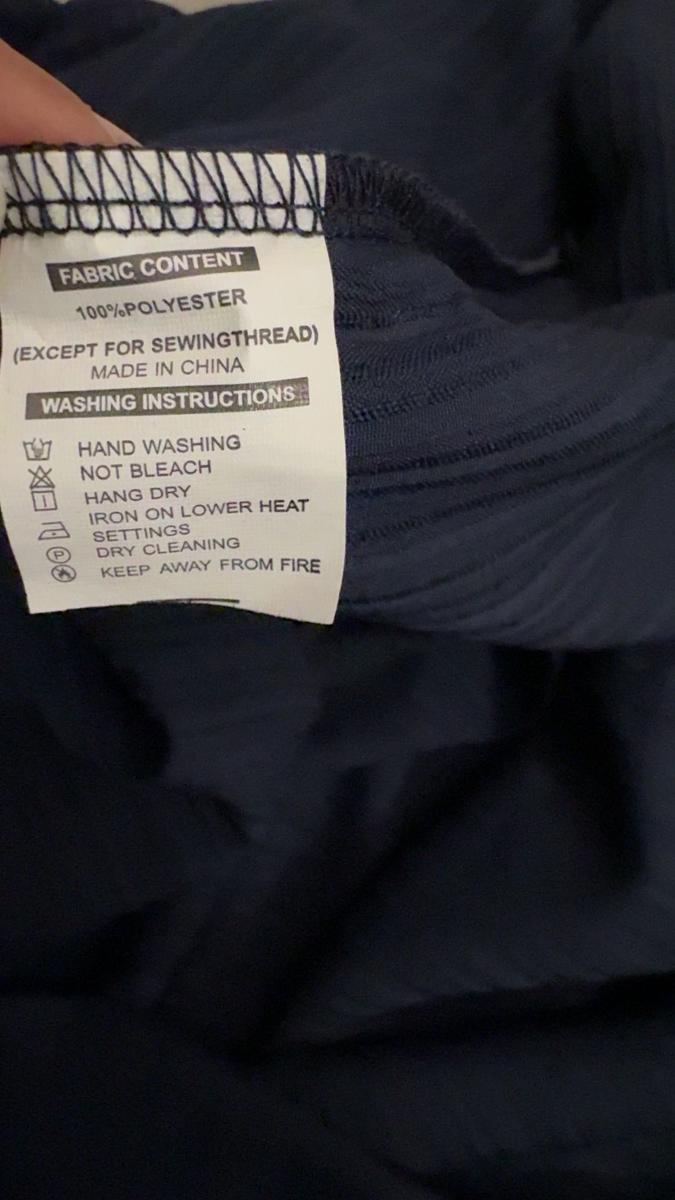 FABRIC CONTENT
100%POLYESTER
(EXCEPT FOR SEWINGTHREAD)
MADE IN CHINA
WASHING INSTRUCTIONS
HAND WASHING
NOT BLEACH
HANG DRY
IRON ON LOWER HEAT
SETTINGS
P DRY CLEANING
KEEP AWAY FROM FIRE